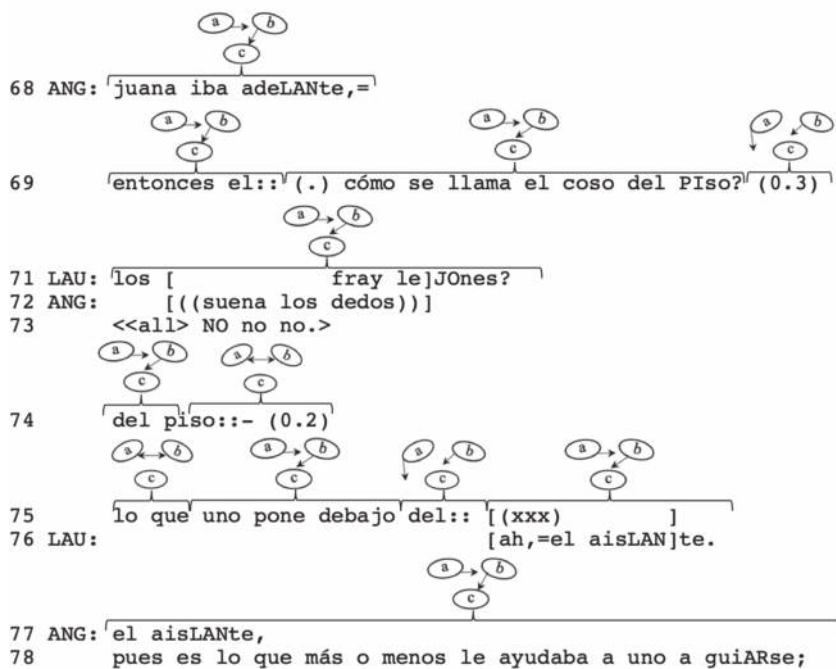 a b
c
68 ANG: juana iba adeLANte,=
a b a b a b
c c c
69 entonces el:: (.) cómo se llama el coso del PIso? (0.3)
a b
c
71 LAU: los [ fray le]JOnes?
72 ANG: [((suena los dedos))]
73 <<all> NO no no.>
a b a b
c c
74 del piso::- (0.2)
a b a b a b a b
c c c c
75 lo que uno pone debajo del:: [(xxx) ]
76 LAU: [ah,=el aisLAN]te.
a b
c
77 ANG: el aisLANte,
78 pues es lo que más o menos le ayudaba a uno a guiARse;